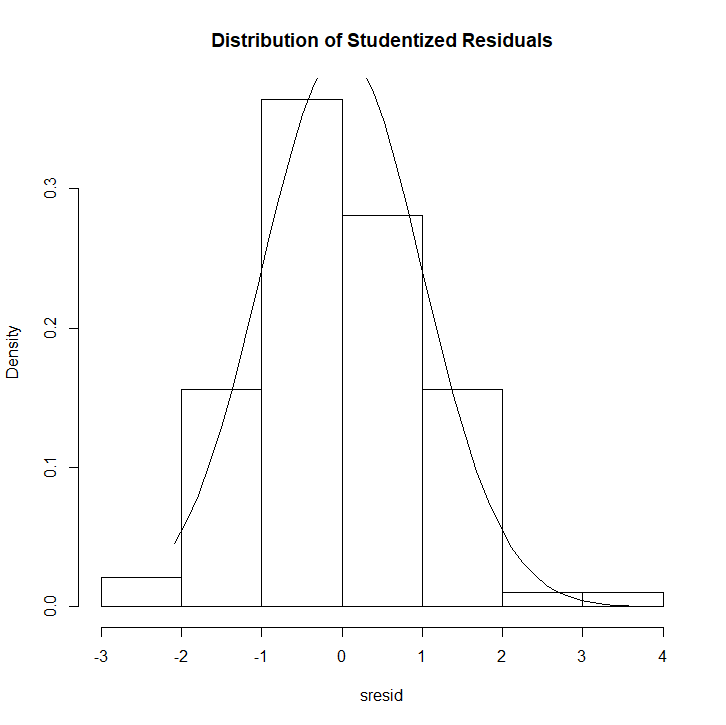 Distribution of Studentized Residuals
Density
0.3
0.2
0.1
0.0
-3 -2 -1 0 1 2 3 4
sresid